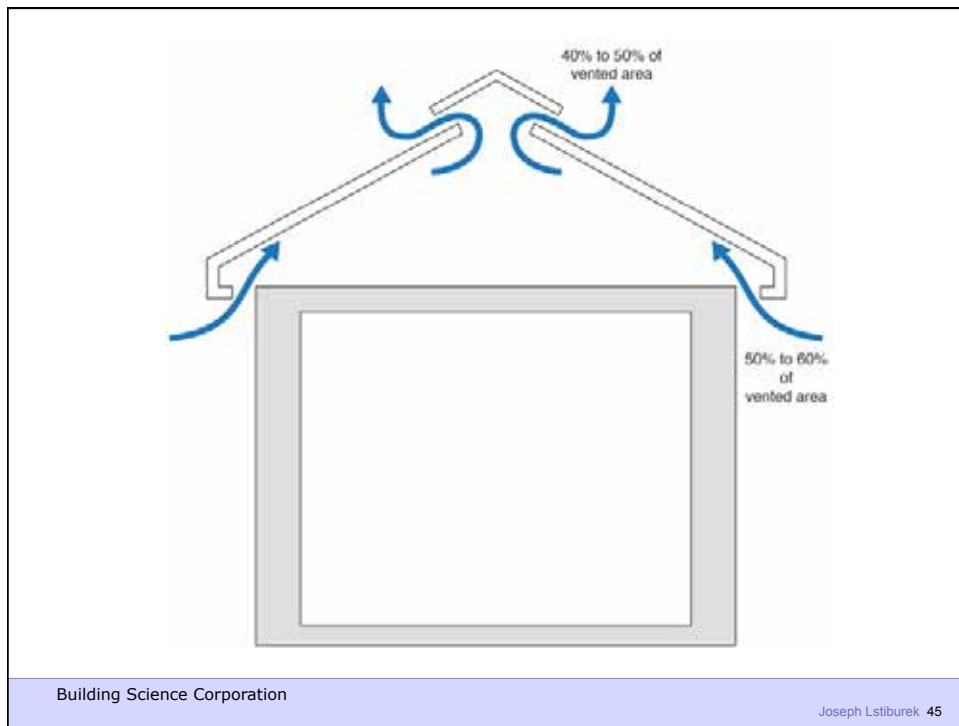 40% to 50% of
vented area
50% to 60%
of
vented area
Building Science Corporation
Joseph Lstiburek 45